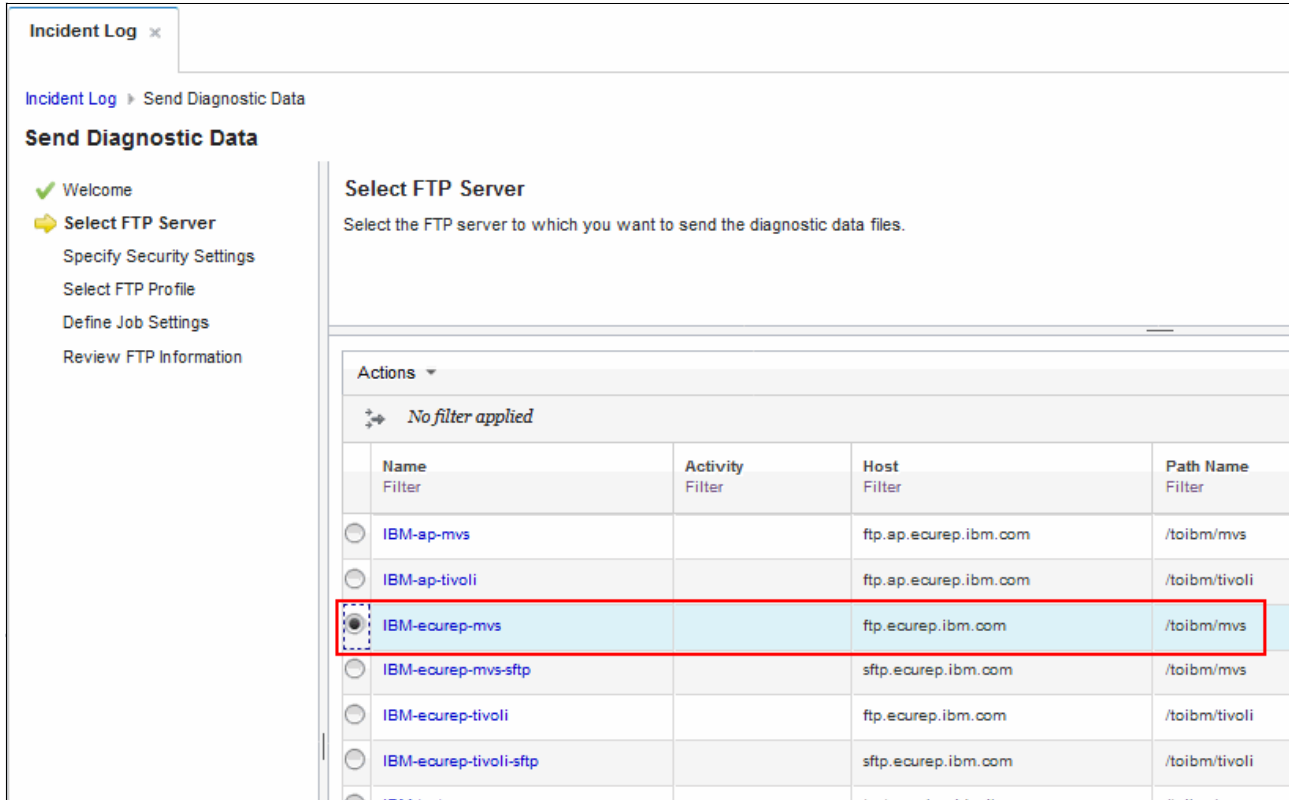 Incident Log ×
Incident Log Send Diagnostic Data
Send Diagnostic Data
Welcome
Select FTP Server
Specify Security Settings
Select FTP Profile
Define Job Settings
Review FTP Information
Select FTP Server
Select the FTP server to which you want to send the diagnostic data files.
Actions
No filter applied
Name Activity Host Path Name
Filter Filter Filter Filter
IBM-ap-mvs ftp.ap.ecurep.ibm.com /toibm/mvs
IBM-ap-tivoli ftp.ap.ecurep.ibm.com /toibm/tivoli
IBM-ecurep-mvs ftp.ecurep.ibm.com /toibm/mvs
IBM-ecurep-mvs-sftp sftp.ecurep.ibm.com /toibm/mvs
IBM-ecurep-tivoli ftp.ecurep.ibm.com /toibm/tivoli
IBM-ecurep-tivoli-sftp sftp.ecurep.ibm.com /toibm/tivoli